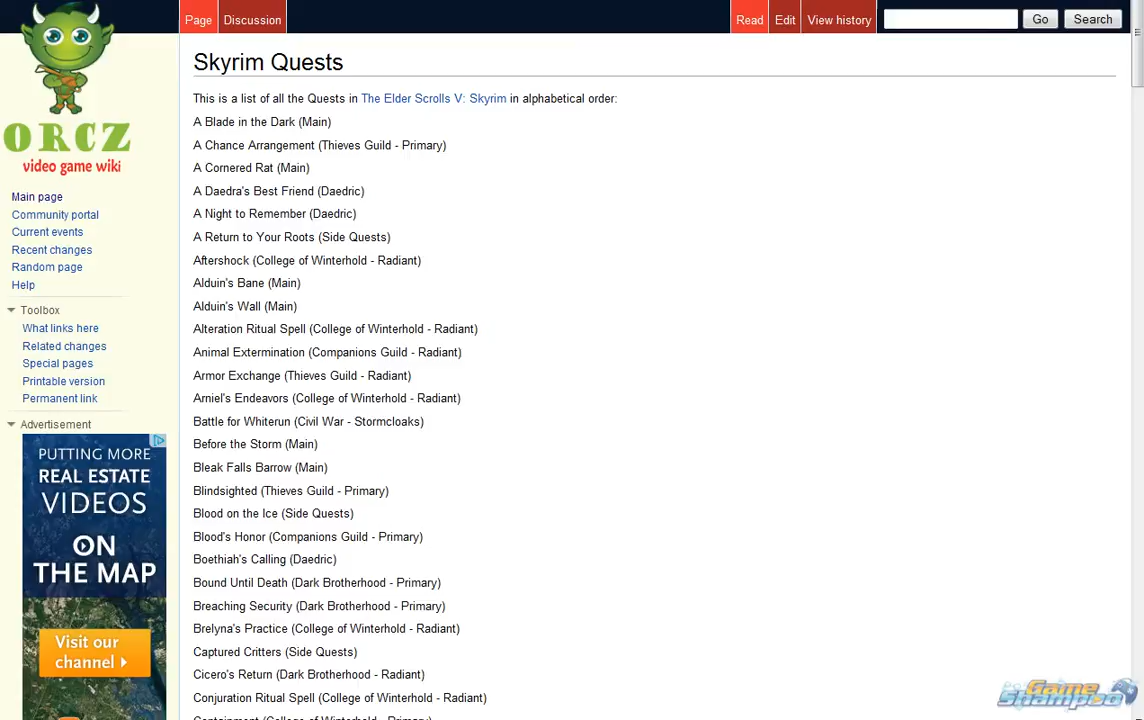 Page Discussion Read Edit View history Go Search
ORCZ
video game wiki
Main page
Community portal
Current events
Recent changes
Random page
Help
Toolbox
What links here
Related changes
Special pages
Printable version
Permanent link
Advertisement
PUTTING MORE
REAL ESTATE
VIDEOS
ON
THE MAP
Visit our
channel
Skyrim Quests
This is a list of all the Quests in The Elder Scrolls V: Skyrim in alphabetical order:
A Blade in the Dark (Main)
A Chance Arrangement (Thieves Guild - Primary)
A Cornered Rat (Main)
A Daedra's Best Friend (Daedric)
A Night to Remember (Daedric)
A Return to Your Roots (Side Quests)
Aftershock (College of Winterhold - Radiant)
Alduin's Bane (Main)
Alduin's Wall (Main)
Alteration Ritual Spell (College of Winterhold - Radiant)
Animal Extermination (Companions Guild - Radiant)
Armor Exchange (Thieves Guild - Radiant)
Arniel's Endeavors (College of Winterhold - Radiant)
Battle for Whiterun (Civil War - Stormcloaks)
Before the Storm (Main)
Bleak Falls Barrow (Main)
Blindsighted (Thieves Guild - Primary)
Blood on the Ice (Side Quests)
Blood's Honor (Companions Guild - Primary)
Boethiah's Calling (Daedric)
Bound Until Death (Dark Brotherhood - Primary)
Breaching Security (Dark Brotherhood - Primary)
Brelyna's Practice (College of Winterhold - Radiant)
Captured Critters (Side Quests)
Cicero's Return (Dark Brotherhood - Radiant)
Conjuration Ritual Spell (College of Winterhold - Radiant)
Containment (College of Winterhold - Primary)
Game
Shampoo